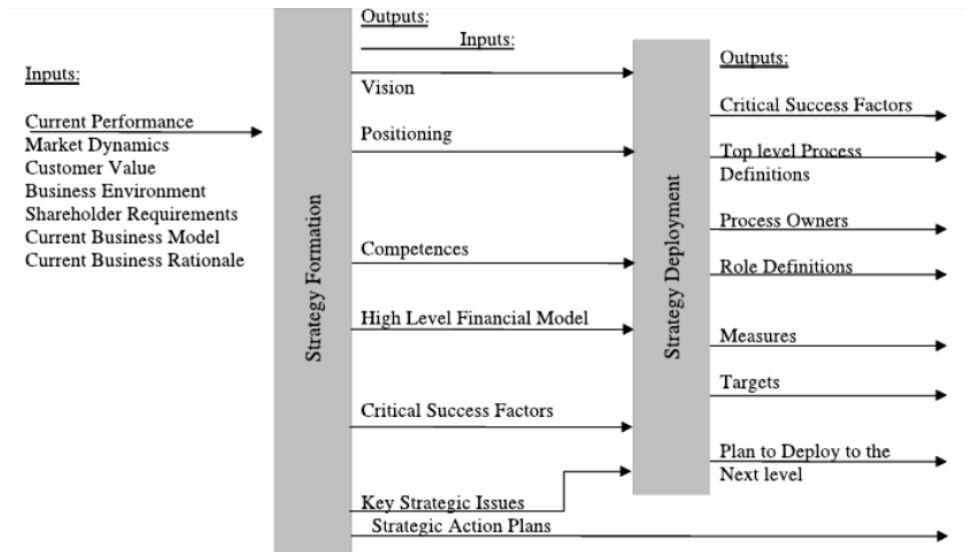 Inputs:
Current Performance
Market Dynamics
Customer Value
Business Environment
Shareholder Requirements
Current Business Model
Current Business Rationale
Strategy Formation
Outputs:
Inputs:
Vision
Positioning
Competences
High Level Financial Model
Critical Success Factors
Key Strategic Issues
Strategic Action Plans
Strategy Deployment
Outputs:
Critical Success Factors
Top level Process
Definitions
Process Owners
Role Definitions
Measures
Targets
Plan to Deploy to the
Next level